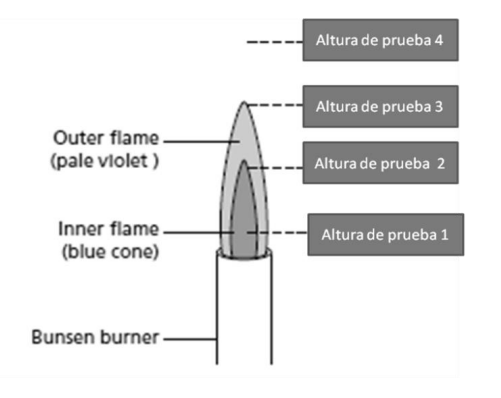 Altura de prueba 4
Altura de prueba 3
Outer flame
(pale violet )
Altura de prueba 2
Inner flame
(blue cone)
Altura de prueba 1
Bunsen burner